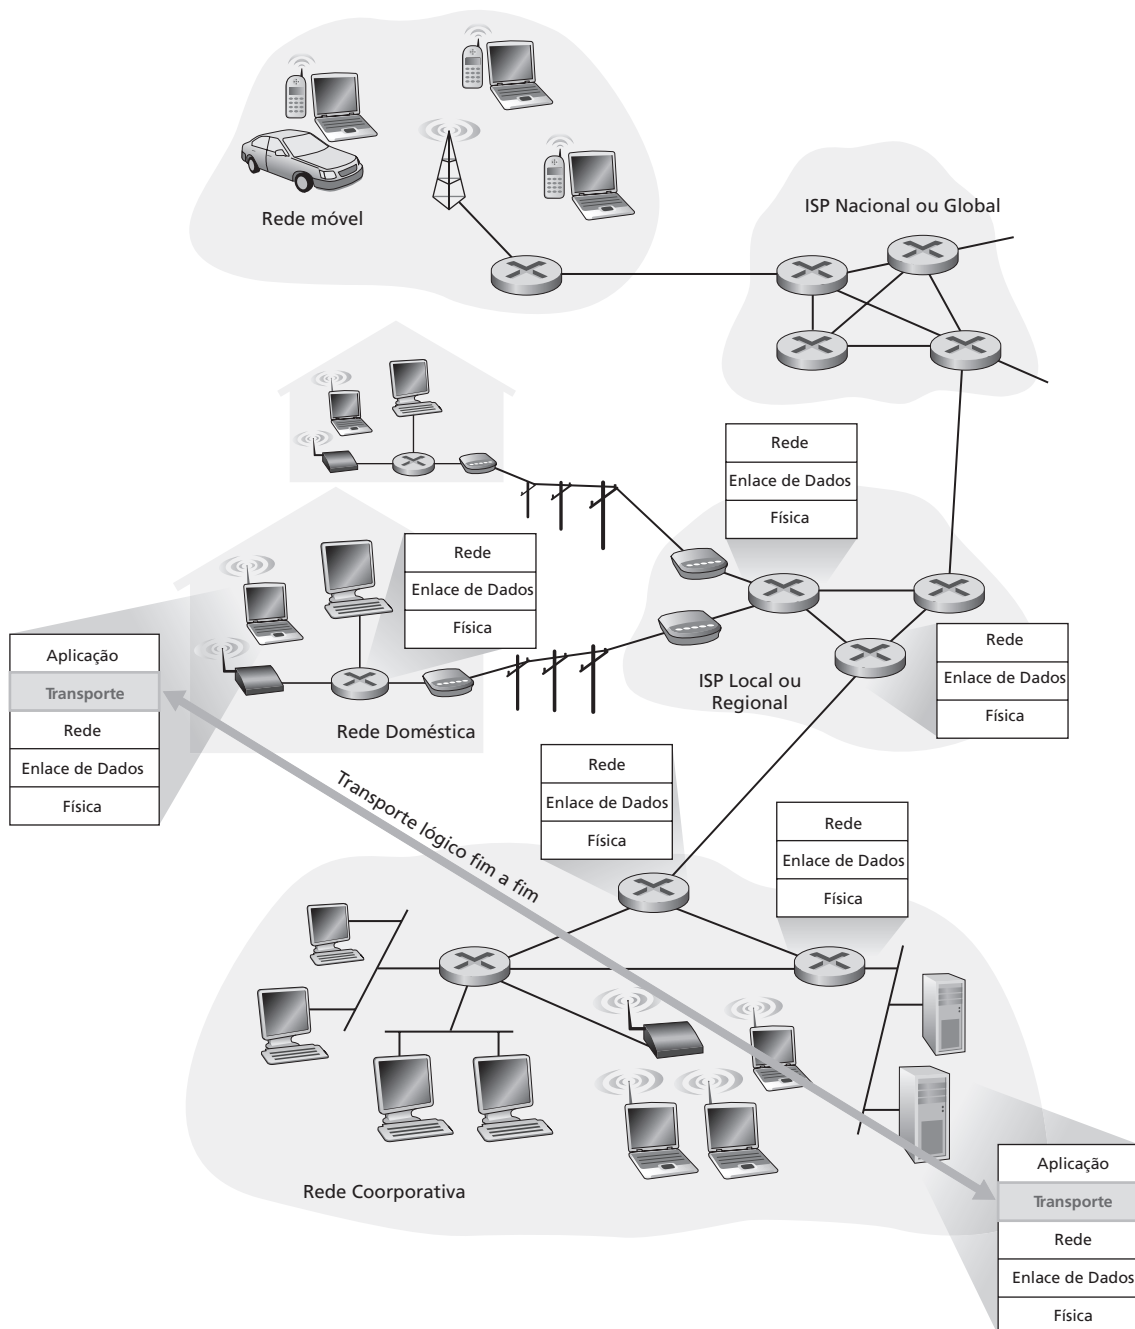 Rede móvel
ISP Nacional ou Global
Rede
Enlace de Dados
Física
Rede
Enlace de Dados
Física
Aplicação
Transporte
Rede
Enlace de Dados
Física
Rede Doméstica
ISP Local ou
Regional
Rede
Enlace de Dados
Física
Rede
Enlace de Dados
Física
Transporte lógico fim a fim
Rede
Enlace de Dados
Física
Rede Coorporativa
Aplicação
Transporte
Rede
Enlace de Dados
Física